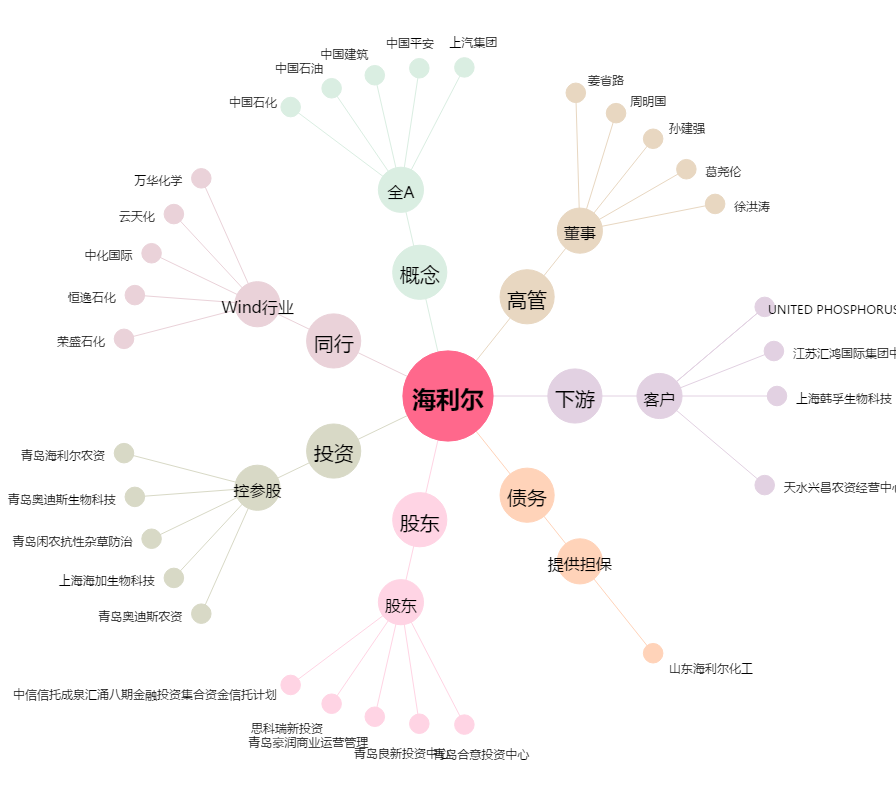 上汽集团
中国平安
中国建筑
中国石油
中国石化
全A
概念
姜省路
周明国
孙建强
葛尧伦
徐洪涛
董事
高管
万华化学
云天化
中化国际
恒逸石化
荣盛石化
Wind行业
同行
海利尔
下游
客户
UNITED PHOSPHORUS
江苏汇鸿国际集团中
上海韩孚生物科技
天水兴昌农资经营中心
投资
控参股
青岛海利尔农资
青岛奥迪斯生物科技
青岛闲农抗性杂草防治
上海海加生物科技
青岛奥迪斯农资
债务
提供担保
山东海利尔化工
股东
股东
中信信托成泉汇涌八期金融投资集合资金信托计划
思科瑞新投资
青岛豪润商业运营管理
青岛良新投资中心
青岛合意投资中心